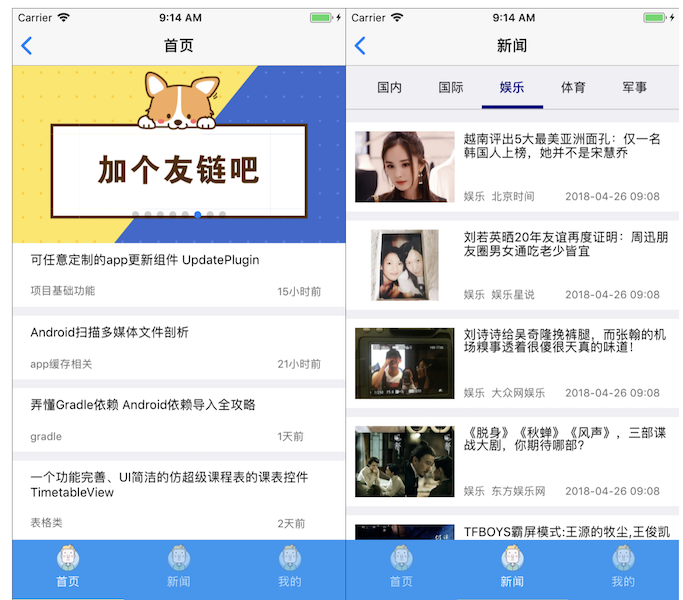 Carrier 9:14 AM
首页
加个友链吧
可任意定制的app更新组件 UpdatePlugin
项目基础功能 15小时前
Android扫描多媒体文件剖析
app缓存相关 21小时前
弄懂Gradle依赖 Android依赖导入全攻略
gradle 1天前
一个功能完善、UI简洁的仿超级课程表的课表控件
TimetableView
表格类 2天前
首页 新闻 我的
Carrier 9:14 AM
新闻
国内 国际 娱乐 体育 军事
越南评出5大最美亚洲面孔：仅一名
韩国人上榜，她并不是宋慧乔
娱乐 北京时间 2018-04-26 09:08
刘若英晒20年友谊再度证明：周迅朋
友圈男女通吃老少皆宜
娱乐 娱乐星说 2018-04-26 09:08
刘诗诗给吴奇隆挽裤腿，而张翰的机
场糗事透着很傻很天真的味道！
娱乐 大众网娱乐 2018-04-26 09:08
《脱身》《秋蝉》《风声》，三部谍
战大剧，你期待哪部？
娱乐 东方娱乐网 2018-04-26 09:08
TFBOYS霸屏模式:王源的牧尘,王俊凯
首页 新闻 我的